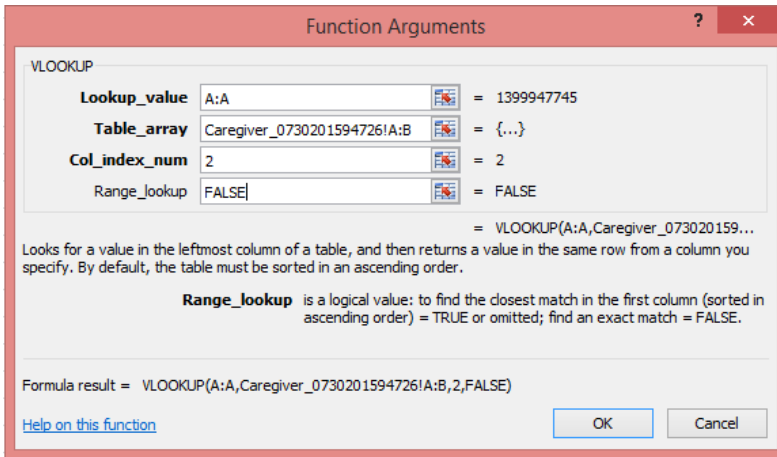 Function Arguments ? ×
VLOOKUP
Lookup_value A:A = 1399947745
Table_array Caregiver_0730201594726!A:B = {...}
Col_index_num 2 = 2
Range_lookup FALSE = FALSE
= VLOOKUP(A:A,Caregiver_073020159...
Looks for a value in the leftmost column of a table, and then returns a value in the same row from a column you
specify. By default, the table must be sorted in an ascending order.
Range_lookup is a logical value: to find the closest match in the first column (sorted in
ascending order) = TRUE or omitted; find an exact match = FALSE.
Formula result = VLOOKUP(A:A,Caregiver_0730201594726!A:B,2,FALSE)
Help on this function OK Cancel